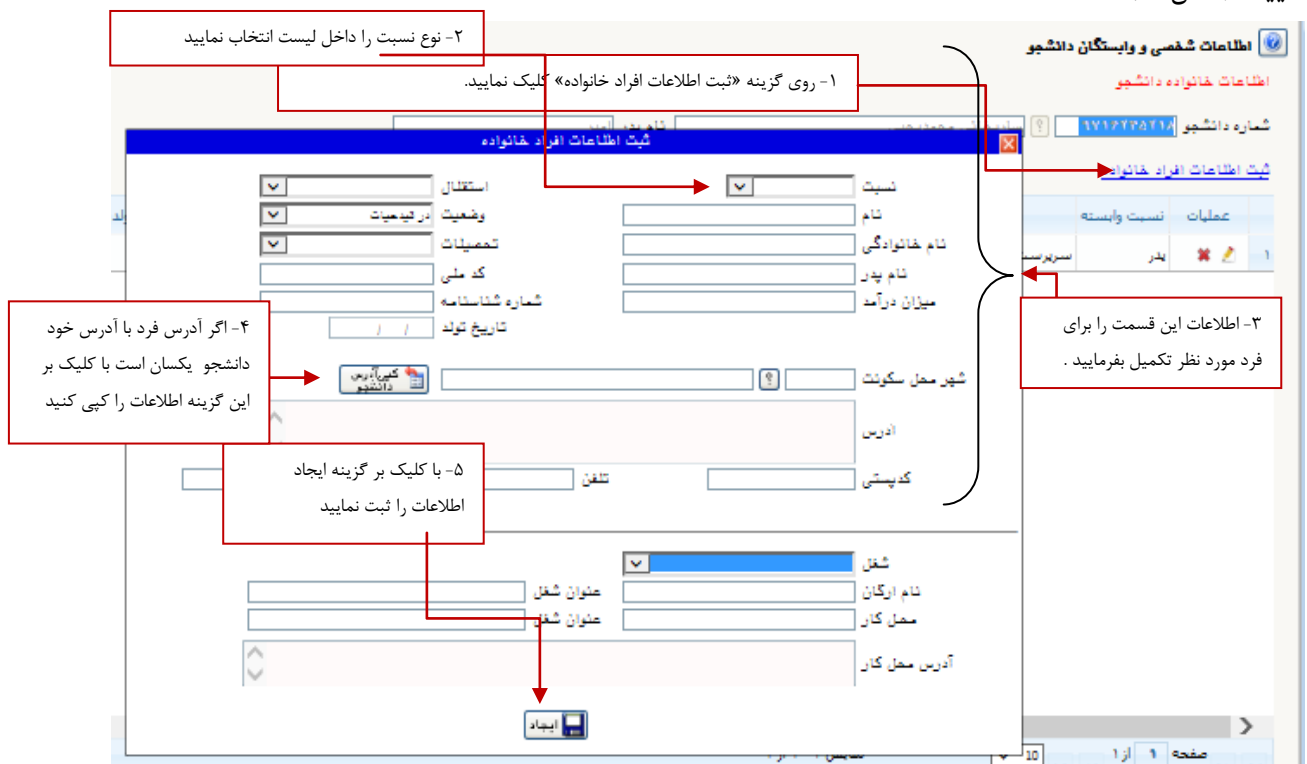 ۲- نوع نسبت را داخل لیست انتخاب نمایید
اطلاعات شخصی و وابستگان دانشجو
۱- روی گزینه «ثبت اطلاعات افراد خانواده» کلیک نمایید.
اطلاعات خانواده دانشجو
شماره دانشجو
نام پدر
ثبت اطلاعات افراد خانواده
ثبت اطلاعات افراد خانواده
نسبت
استقلال
نام
وضعیت در قید حیات
عملیات نسبت وابسته
نام خانوادگی
تحصیلات
۱ پدر
نام پدر
کد ملی
میزان درآمد
شماره شناسنامه
تاریخ تولد / /
۳- اطلاعات این قسمت را برای
فرد مورد نظر تکمیل بفرمایید .
۴- اگر آدرس فرد با آدرس خود
دانشجو یکسان است با کلیک بر
این گزینه اطلاعات را کپی کنید
شهر محل سکونت
کپی آدرس
دانشجو
آدرس
کدپستی
تلفن
۵- با کلیک بر گزینه ایجاد
اطلاعات را ثبت نمایید
شغل
نام ارگان
عنوان شغل
محل کار
عنوان شغل
آدرس محل کار
ایجاد
صفحه ۱ از ۱
10